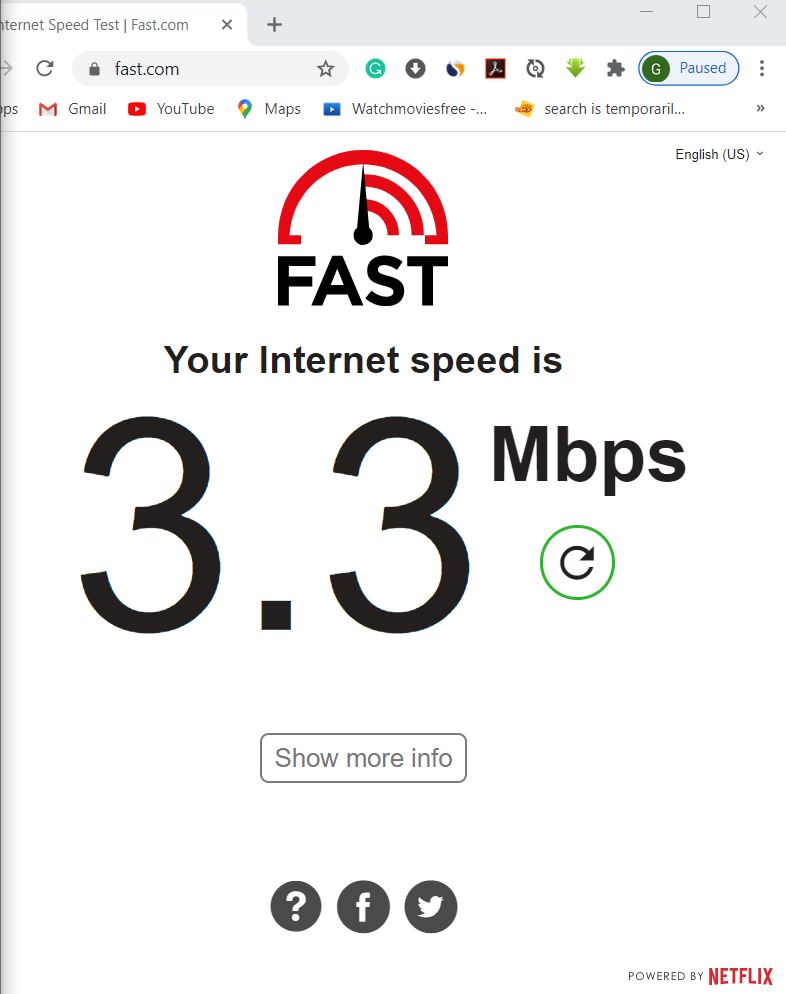 nternet Speed Test | Fast.com
fast.com
G Paused
ps Gmail YouTube Maps Watchmoviesfree -... search is temporaril... »
English (US)
FAST
Your Internet speed is
3.3 Mbps
Show more info
POWERED BY NETFLIX